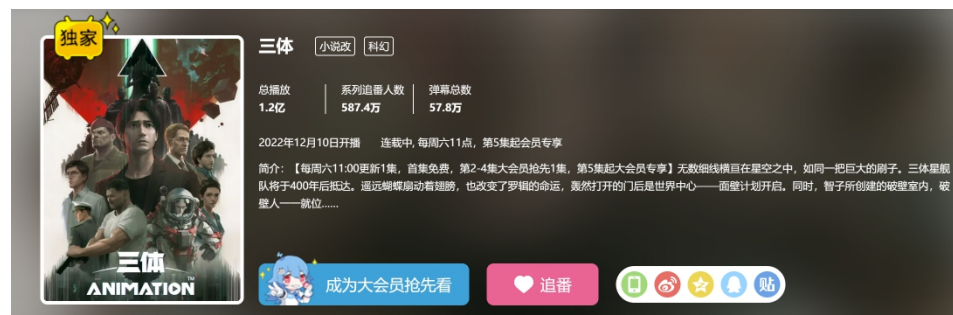 独家
三体 小说改 科幻
总播放 系列追番人数 弹幕总数
1.2亿 587.4万 57.8万
2022年12月10日开播 连载中, 每周六11点，第5集起会员专享
简介：【每周六11:00更新1集，首集免费，第2-4集大会员抢先1集，第5集起大会员专享】无数细线横亘在星空之中，如同一把巨大的刷子。三体星舰
队将于400年后抵达。遥远蝴蝶扇动着翅膀，也改变了罗辑的命运，轰然打开的门后是世界中心——面壁计划开启。同时，智子所创建的破壁室内，破
壁人一一就位......
三体
ANIMATION™
成为大会员抢先看 追番 贴